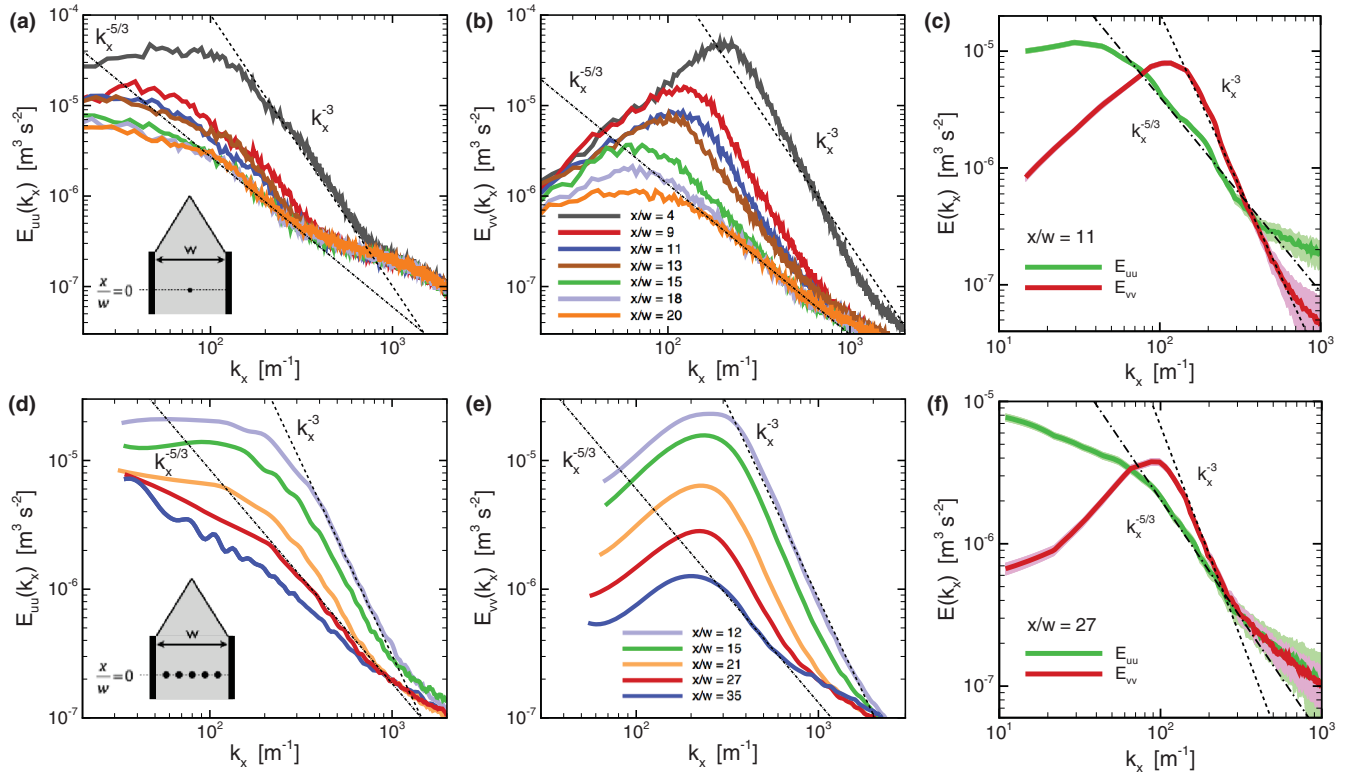 (a)
10^-4
10^-5
10^-6
10^-7
E_uu(k_x) [m^3 s^-2]
k_x^-5/3
k_x^-3
w
x/w=0
10^2
10^3
k_x [m^-1]
(b)
10^-4
10^-5
10^-6
10^-7
E_vv(k_x) [m^3 s^-2]
k_x^-5/3
k_x^-3
x/w = 4
x/w = 9
x/w = 11
x/w = 13
x/w = 15
x/w = 18
x/w = 20
10^2
10^3
k_x [m^-1]
(c)
10^-5
10^-6
10^-7
E(k_x) [m^3 s^-2]
k_x^-3
k_x^-5/3
x/w = 11
E_uu
E_vv
10^1
10^2
10^3
k_x [m^-1]
(d)
10^-5
10^-6
10^-7
E_uu(k_x) [m^3 s^-2]
k_x^-3
k_x^-5/3
w
x/w=0
10^2
10^3
k_x [m^-1]
(e)
10^-5
10^-6
10^-7
E_vv(k_x) [m^3 s^-2]
k_x^-3
k_x^-5/3
x/w = 12
x/w = 15
x/w = 21
x/w = 27
x/w = 35
10^2
10^3
k_x [m^-1]
(f)
10^-5
10^-6
10^-7
E(k_x) [m^3 s^-2]
k_x^-3
k_x^-5/3
x/w = 27
E_uu
E_vv
10^1
10^2
10^3
k_x [m^-1]